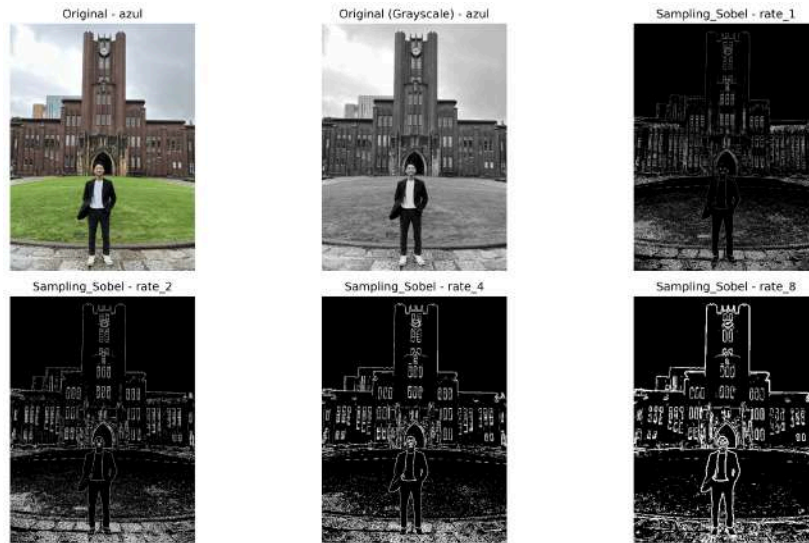 Original - azul
Original (Grayscale) - azul
Sampling_Sobel - rate_1
Sampling_Sobel - rate_2
Sampling_Sobel - rate_4
Sampling_Sobel - rate_8